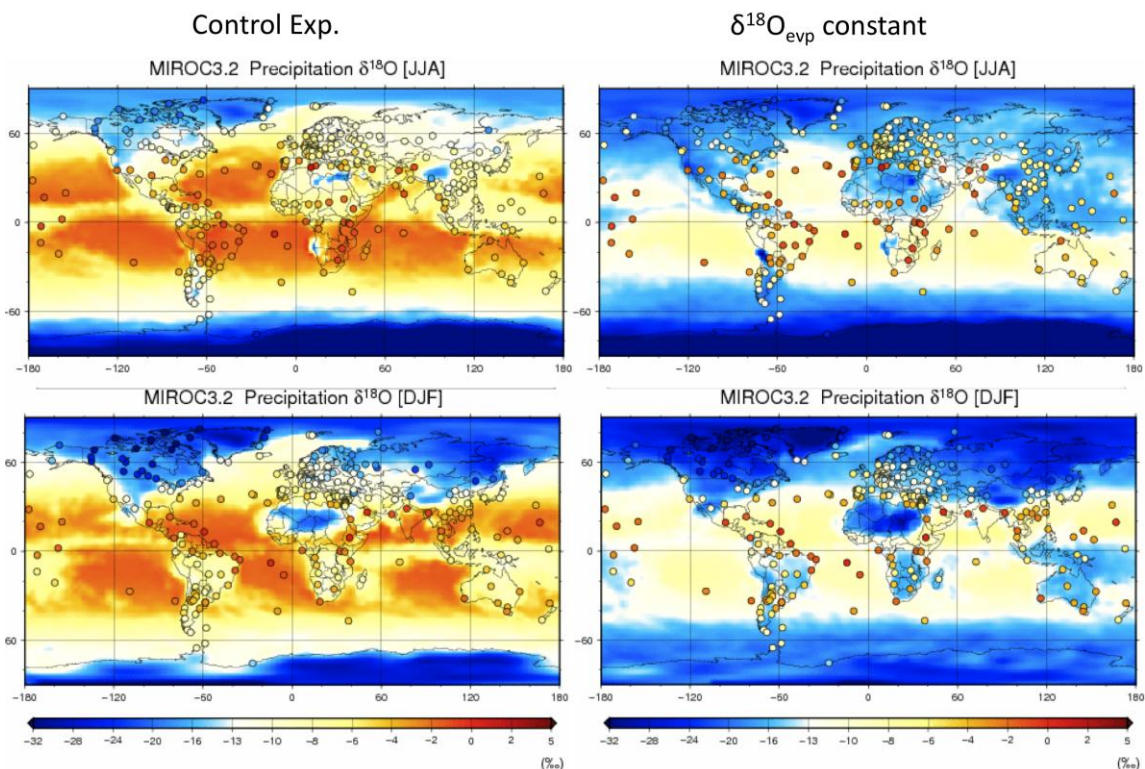 Control Exp.
δ¹⁸Oevp constant
MIROC3.2 Precipitation δ¹⁸O [JJA]
MIROC3.2 Precipitation δ¹⁸O [JJA]
60
0
-60
-180 -120 -60 0 60 120 180
60
0
-60
-180 -120 -60 0 60 120 180
MIROC3.2 Precipitation δ¹⁸O [DJF]
MIROC3.2 Precipitation δ¹⁸O [DJF]
60
0
-60
-180 -120 -60 0 60 120 180
60
0
-60
-180 -120 -60 0 60 120 180
-32 -28 -24 -20 -16 -13 -10 -8 -6 -4 -2 0 2 5
(‰)
-32 -28 -24 -20 -16 -13 -10 -8 -6 -4 -2 0 2 5
(‰)